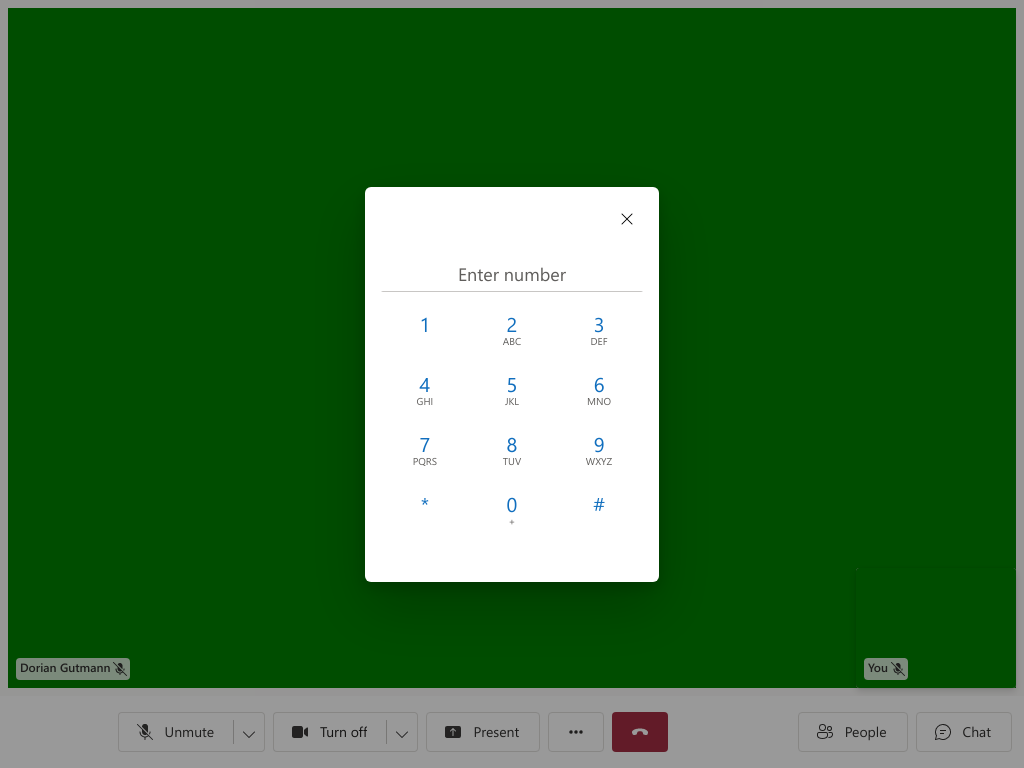 Enter number
1
2
3
ABC
DEF
4
5
6
GHI
JKL
MNO
7
8
9
PQRS
TUV
WXYZ
*
0
#
+
Dorian Gutmann
You
Unmute
Turn off
Present
People
Chat